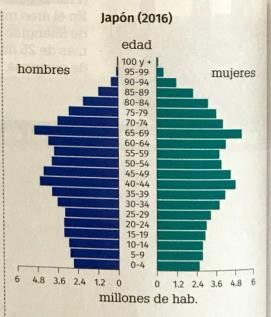 Japón (2016)
edad
hombres
mujeres
100 y +
95-99
90-94
85-89
80-84
75-79
70-74
65-69
60-64
55-59
50-54
45-49
40-44
35-39
30-34
25-29
20-24
15-19
10-14
5-9
0-4
6 4.8 3.6 2.4 1.2 0 0 1.2 2.4 3.6 4.8 6
millones de hab.